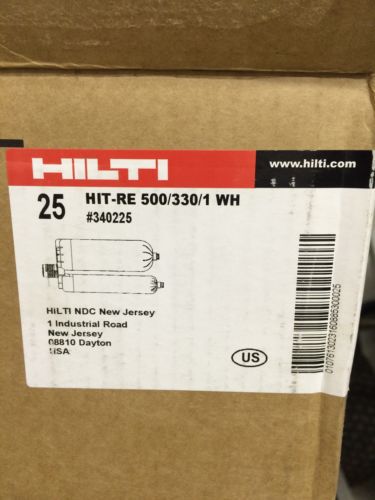 HILTI
www.hilti.com
25
HIT-RE 500/330/1 WH
#340225
HiLTI NDC New Jersey
1 Industrial Road
New Jersey
08810 Dayton
USA
US
01076130231608853000025